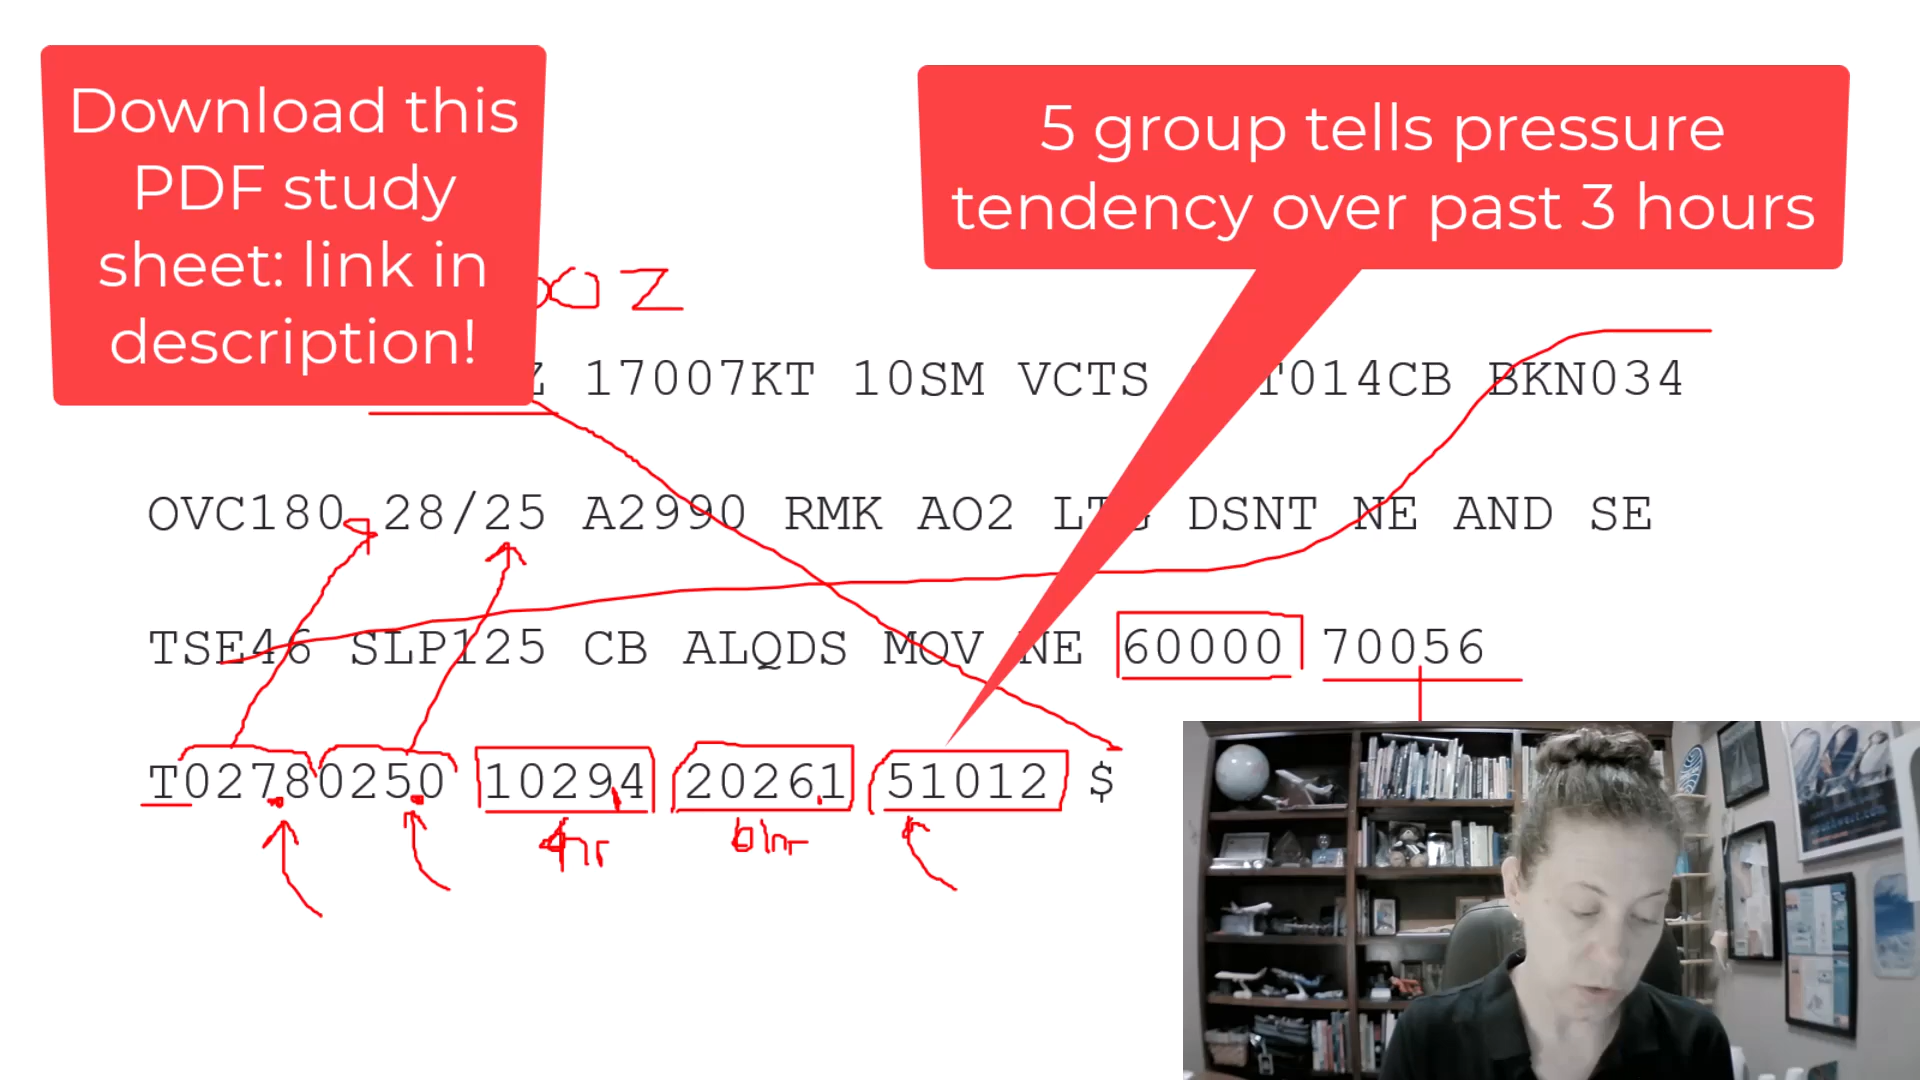 Download this
PDF study
sheet: link in
description!
5 group tells pressure
tendency over past 3 hours
Z
Z 17007KT 10SM VCTS T014CB BKN034
OVC180 28/25 A2990 RMK AO2 LTG DSNT NE AND SE
TSE46 SLP125 CB ALQDS MOV NE 60000 70056
T02780250 10294 20261 51012 $